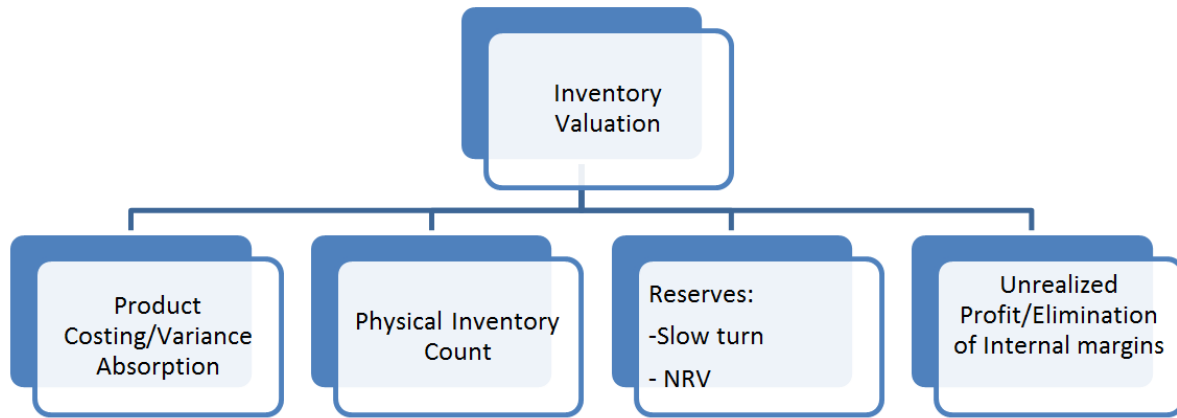 Inventory
Valuation
Product
Costing/Variance
Absorption
Physical Inventory
Count
Reserves:
-Slow turn
- NRV
Unrealized
Profit/Elimination
of Internal margins